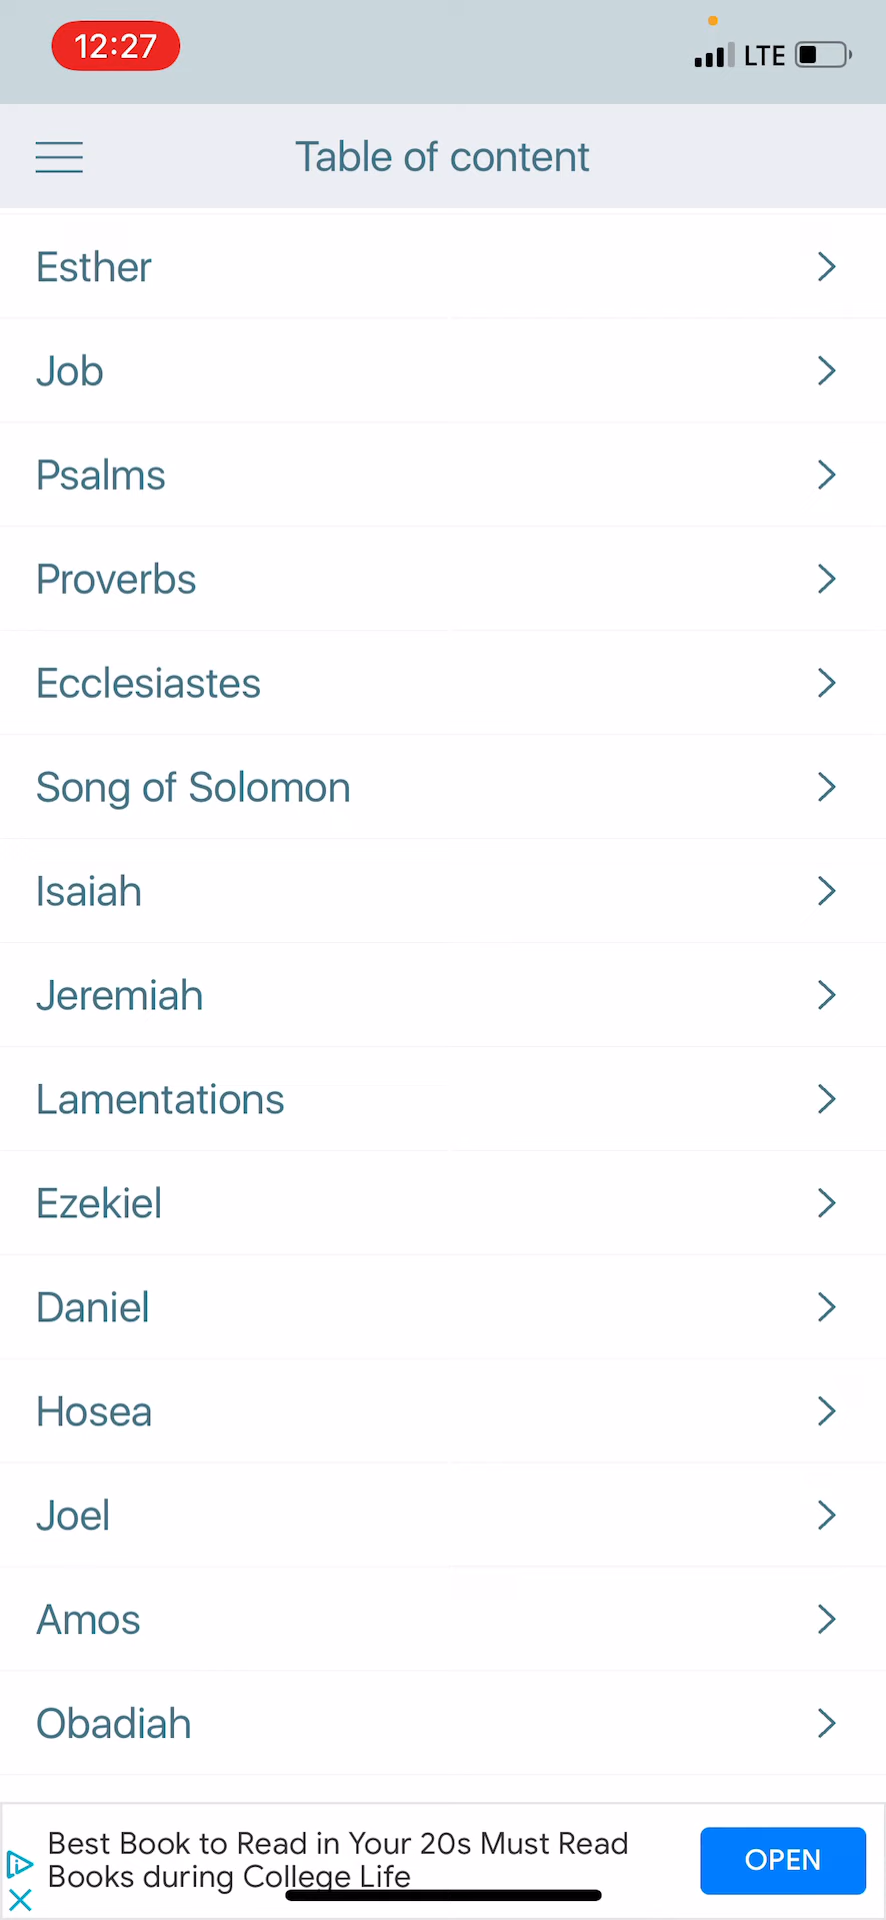 12:27
LTE
Table of content
Esther
Job
Psalms
Proverbs
Ecclesiastes
Song of Solomon
Isaiah
Jeremiah
Lamentations
Ezekiel
Daniel
Hosea
Joel
Amos
Obadiah
Best Book to Read in Your 20s Must Read
Books during College Life
OPEN